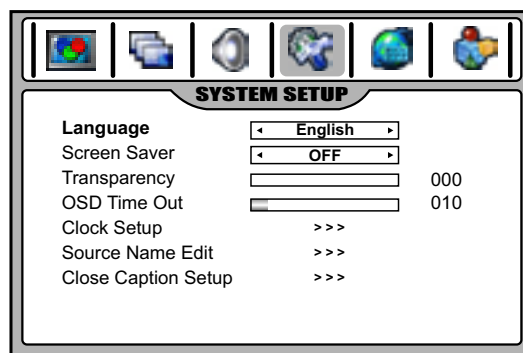 SYSTEM SETUP
Language English
Screen Saver OFF
Transparency 000
OSD Time Out 010
Clock Setup >>>
Source Name Edit >>>
Close Caption Setup >>>